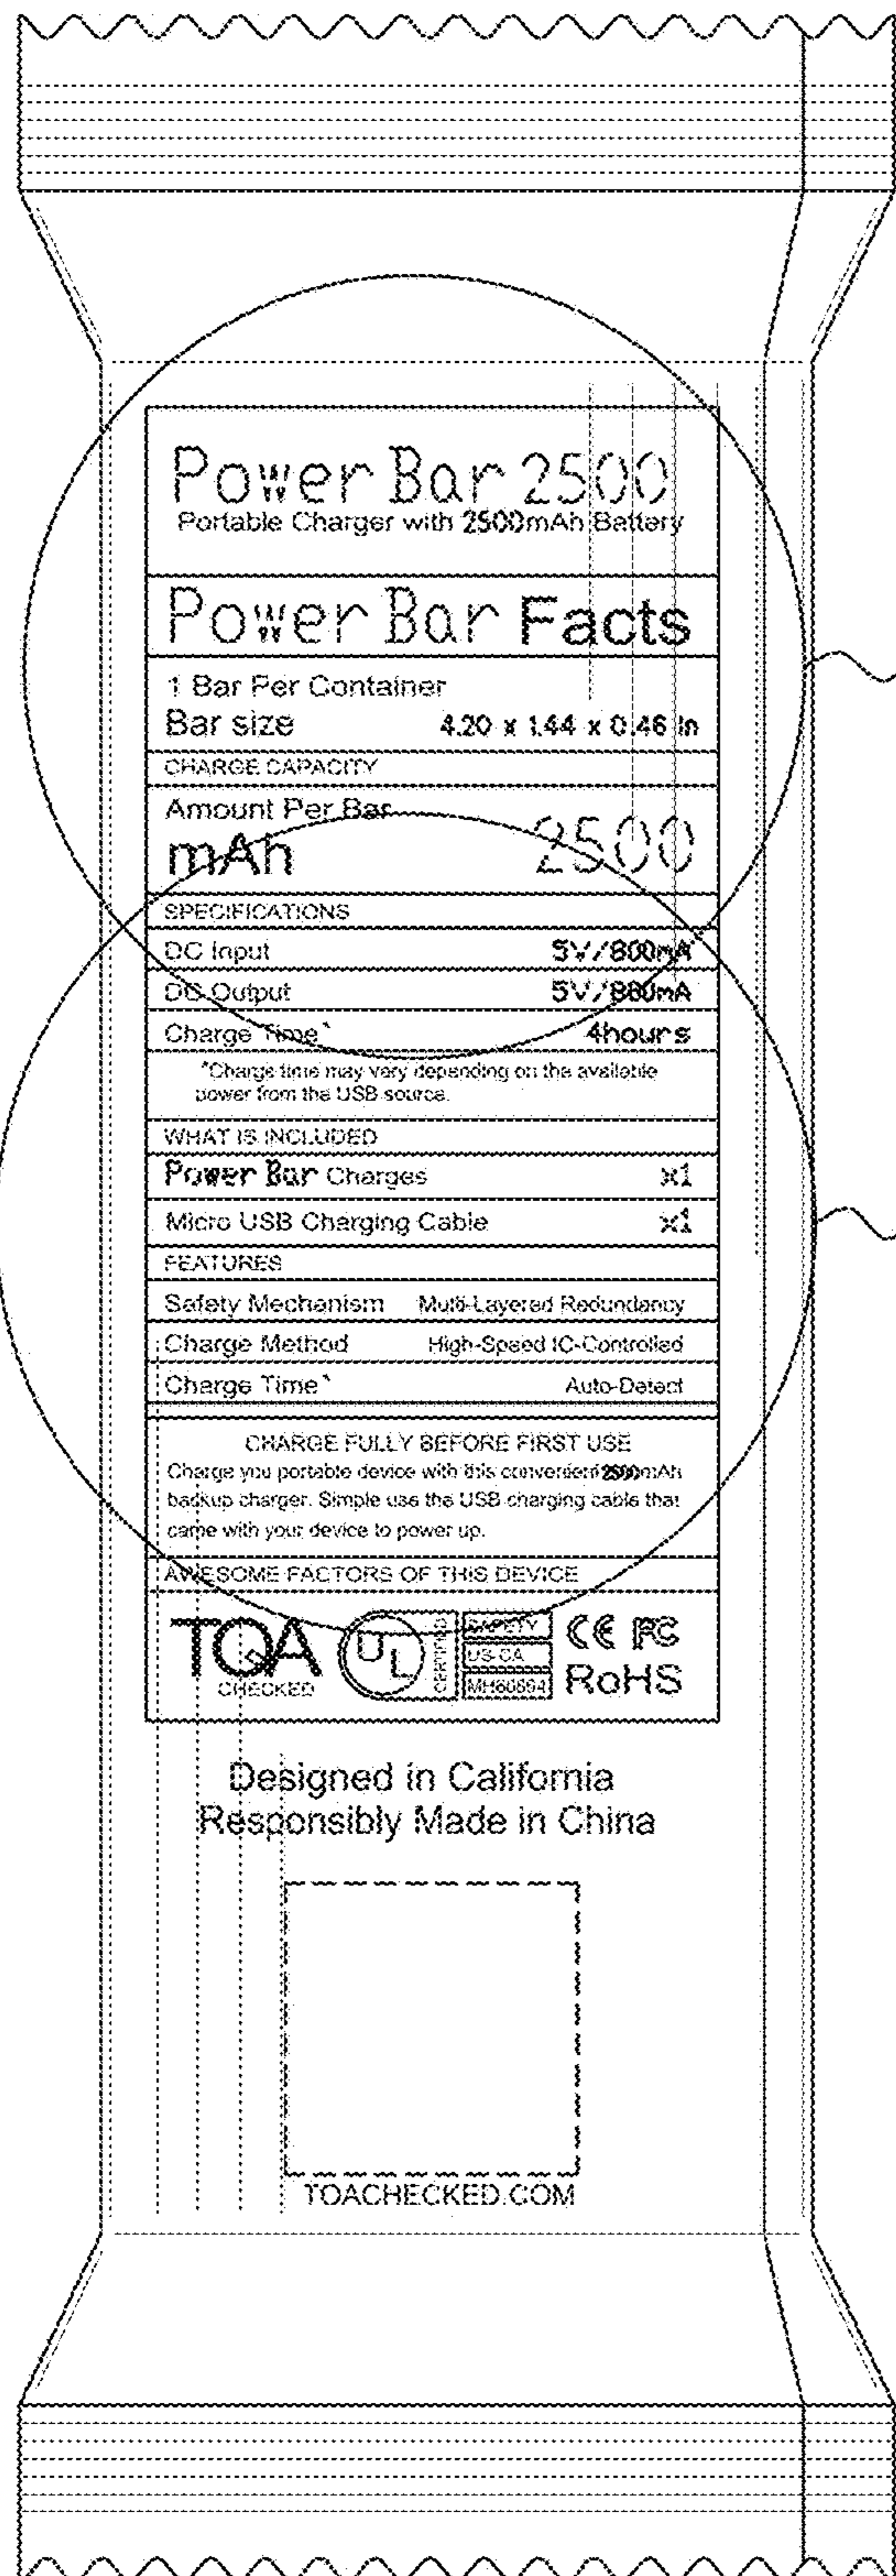 Power Bar 2500
Portable Charger with 2500mAh Battery
Power Bar Facts
1 Bar Per Container
Bar size 4.20 x 1.44 x 0.46 in
CHARGE CAPACITY
Amount Per Bar
mAh 2500
SPECIFICATIONS
DC Input 5V/800mA
DC Output 5V/880mA
Charge Time`
4hours
*Charge time may very depending on the available
power from the USB source.
WHAT IS INCLUDED
Power Bar Charges x1
Micro USB Charging Cable x1
FEATURES
Safety Mechanism Multi-Layered Redundancy
Charge Method High-Speed IC-Controlled
Charge Time` Auto-Detect
CHARGE FULLY BEFORE FIRST USE
Charge you portable device with this convenient 2500mAh
backup charger. Simple use the USB charging cable that
came with your device to power up.
AWESOME FACTORS OF THIS DEVICE
TOA
CHECKED
UL
CERTIFIED
SAFETY
US-CA
CE FC
RoHS
Designed in California
Responsibly Made in China
TOACHECKED.COM